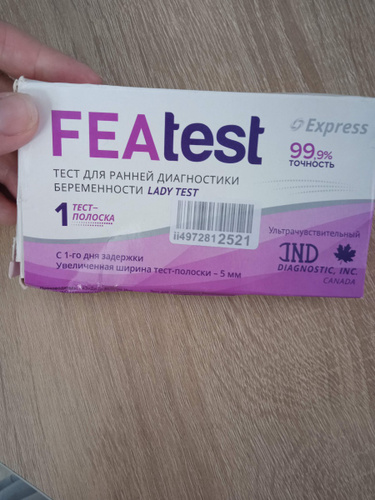 FEAtest
Express
99,9%
ТОЧНОСТЬ
ТЕСТ ДЛЯ РАННЕЙ ДИАГНОСТИКИ
БЕРЕМЕННОСТИ LADY TEST
1 ТЕСТ-
ПОЛОСКА
ii4972812521
Ультрачувствительный
IND
DIAGNOSTIC, INC.
CANADA
С 1-го дня задержки
Увеличенная ширина тест-полоски – 5 мм